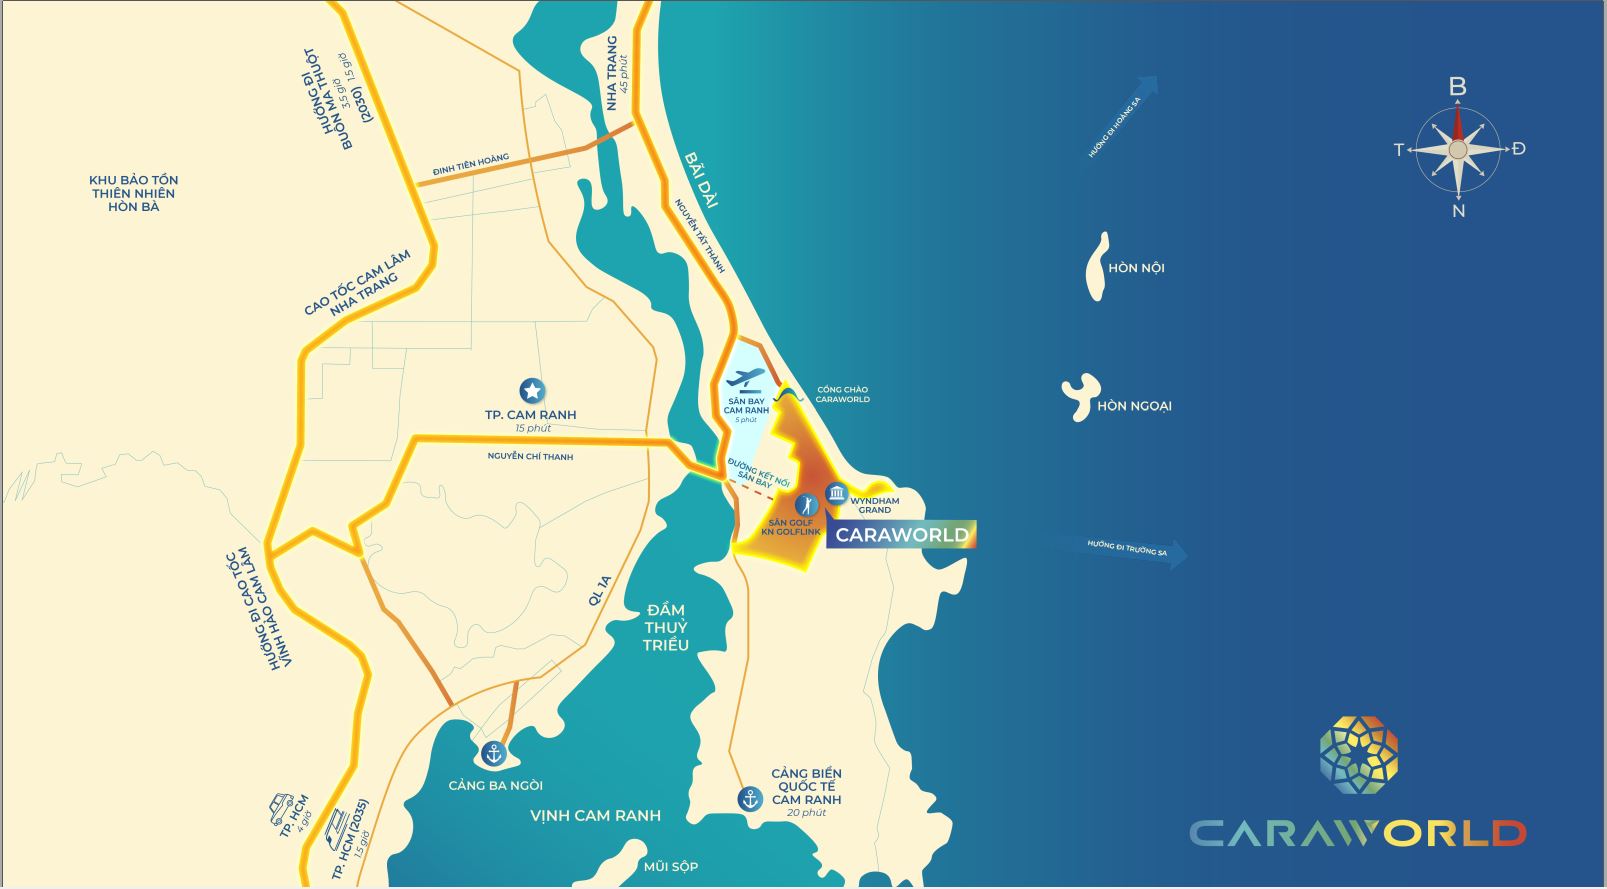 HƯỚNG ĐI
BUÔN MA THUỘT
3.5 giờ
(2030) 1.5 giờ
NHA TRANG
45 phút
HƯỚNG ĐI HOÀNG SA
B
T
Đ
N
ĐINH TIÊN HOÀNG
BÃI DÀI
KHU BẢO TỒN
THIÊN NHIÊN
HÒN BÀ
NGUYỄN TẤT THÀNH
HÒN NỘI
CAO TỐC CAM LÂM
NHA TRANG
SÂN BAY
CAM RANH
5 phút
CỔNG CHÀO
CARAWORLD
HÒN NGOẠI
TP. CAM RANH
15 phút
NGUYỄN CHÍ THANH
ĐƯỜNG KẾT NỐI
SÂN BAY
WYNDHAM
GRAND
SÂN GOLF
KN GOLFLINK
CARAWORLD
HƯỚNG ĐI TRƯỜNG SA
HƯỚNG ĐI CAO TỐC
VĨNH HẢO CAM LÂM
QL 1A
ĐẦM
THUỶ
TRIỀU
CẢNG BA NGÒI
CẢNG BIỂN
QUỐC TẾ
CAM RANH
20 phút
TP. HCM
4 giờ
TP. HCM (2035)
1.5 giờ
VỊNH CAM RANH
MŨI SỘP
CARAWORLD